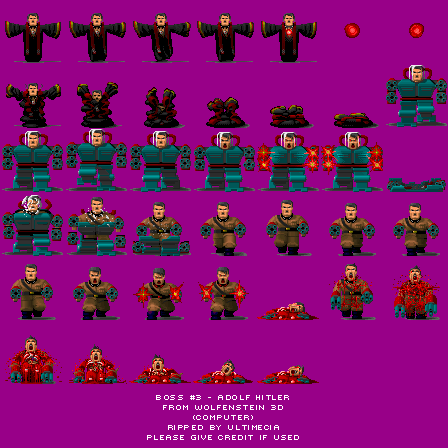 BOSS #3 - ADOLF HITLER
FROM WOLFENSTEIN 3D
(COMPUTER)
RIPPED BY ULTIMECIA
PLEASE GIVE CREDIT IF USED